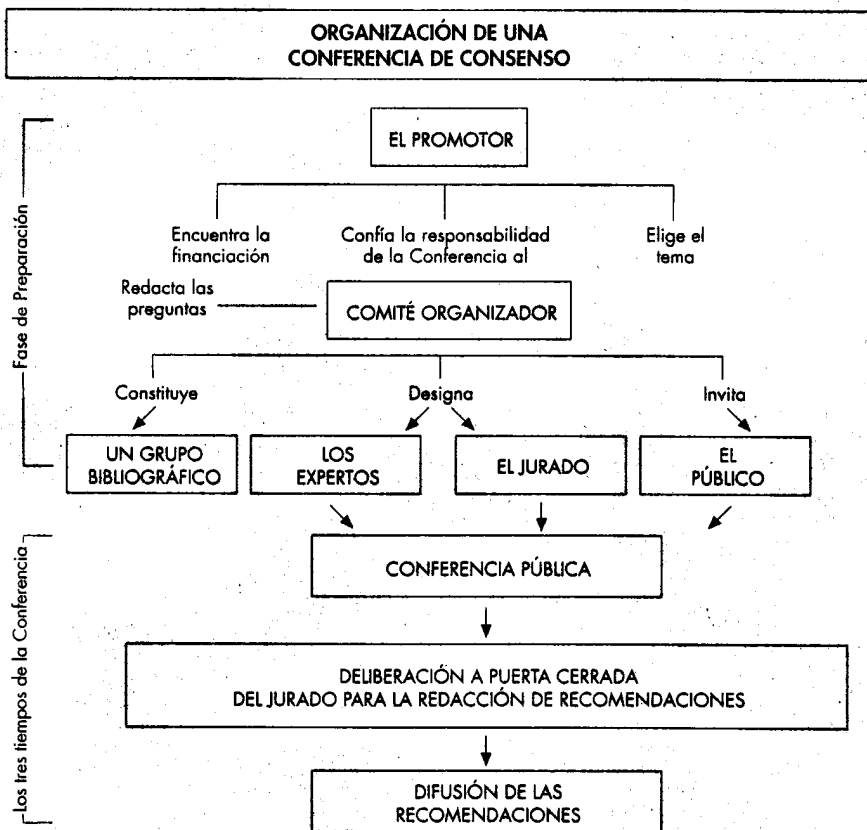 ORGANIZACIÓN DE UNA
CONFERENCIA DE CONSENSO
Fase de Preparación
EL PROMOTOR
Encuentra la
financiación
Confía la responsabilidad
de la Conferencia al
Elige el
tema
Redacta las
preguntas
COMITÉ ORGANIZADOR
Constituye
Designa
Invita
UN GRUPO
BIBLIOGRÁFICO
LOS
EXPERTOS
EL JURADO
EL
PÚBLICO
Los tres tiempos de la Conferencia
CONFERENCIA PÚBLICA
DELIBERACIÓN A PUERTA CERRADA
DEL JURADO PARA LA REDACCIÓN DE RECOMENDACIONES
DIFUSIÓN DE LAS
RECOMENDACIONES